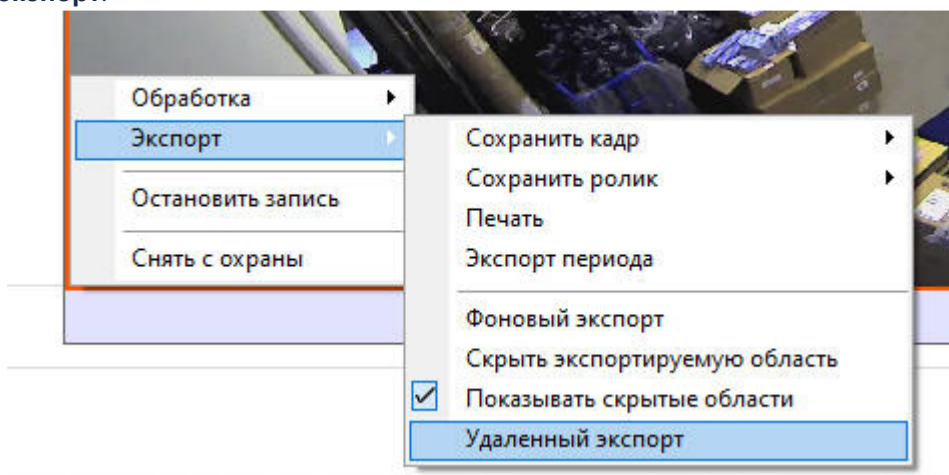 экспорт.
Обработка
Экспорт
Остановить запись
Снять с охраны
Сохранить кадр
Сохранить ролик
Печать
Экспорт периода
Фоновый экспорт
Скрыть экспортируемую область
Показывать скрытые области
Удаленный экспорт